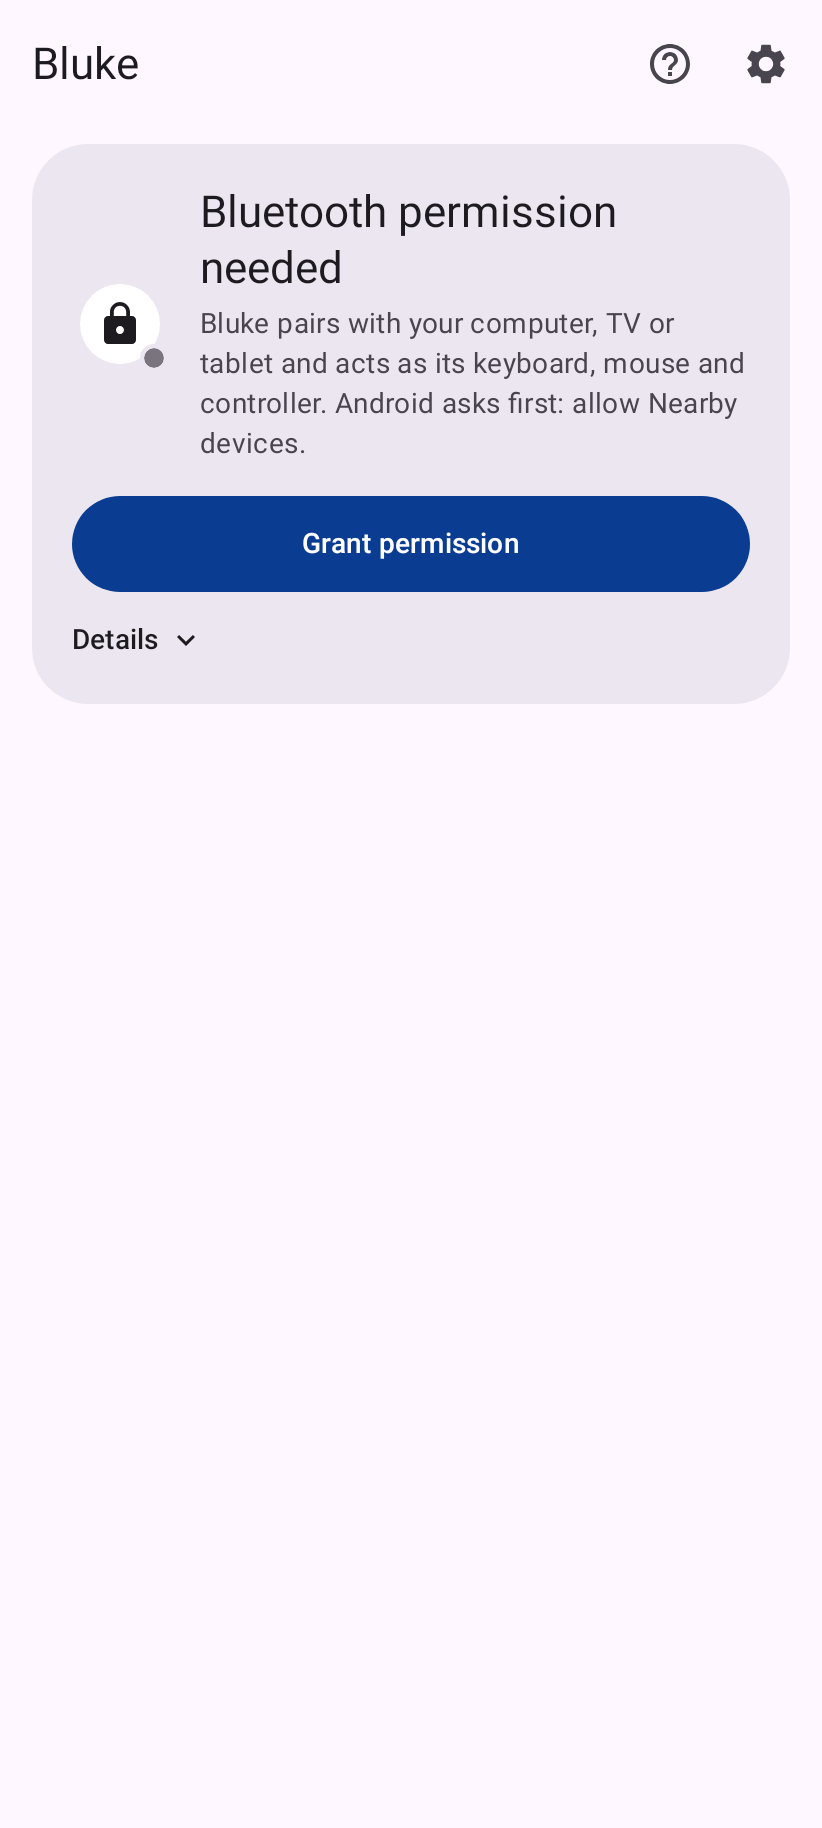 Bluke
Bluetooth permission
needed
Bluke pairs with your computer, TV or
tablet and acts as its keyboard, mouse and
controller. Android asks first: allow Nearby
devices.
Grant permission
Details